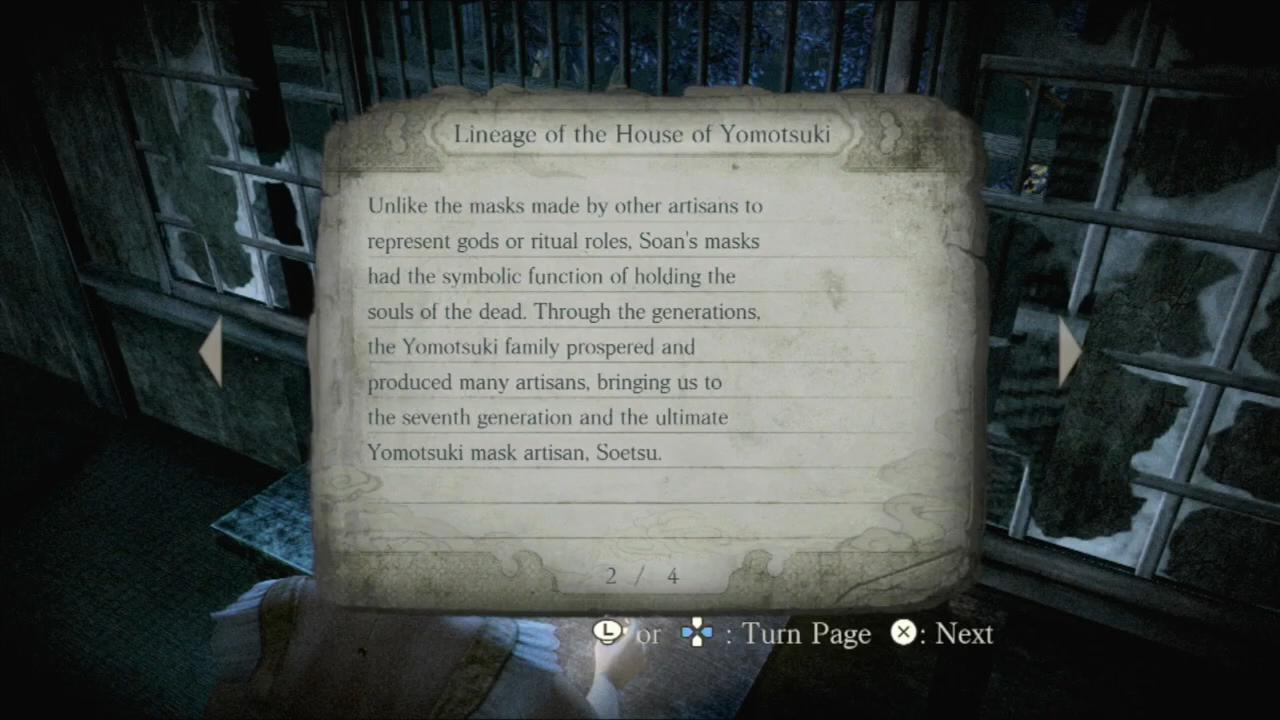 Lineage of the House of Yomotsuki
Unlike the masks made by other artisans to
represent gods or ritual roles, Soan's masks
had the symbolic function of holding the
souls of the dead. Through the generations,
the Yomotsuki family prospered and
produced many artisans, bringing us to
the seventh generation and the ultimate
Yomotsuki mask artisan, Soetsu.
2 / 4
L or : Turn Page X : Next